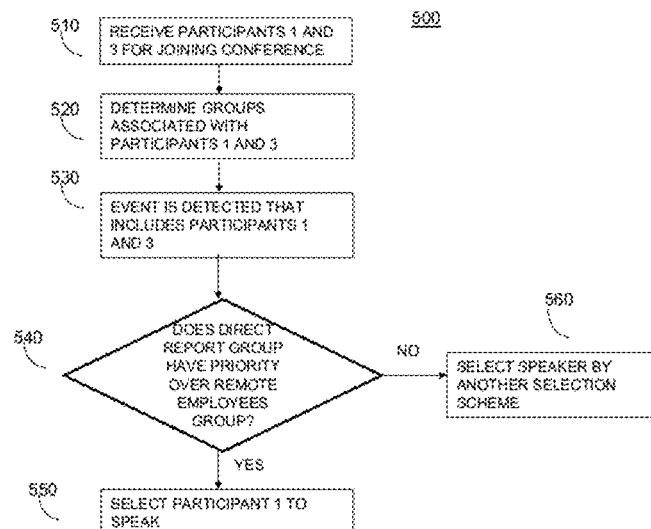 500
510
RECEIVE PARTICIPANTS 1 AND
3 FOR JOINING CONFERENCE
520
DETERMINE GROUPS
ASSOCIATED WITH
PARTICIPANTS 1 AND 3
530
EVENT IS DETECTED THAT
INCLUDES PARTICIPANTS 1
AND 3
540
DOES DIRECT
REPORT GROUP
HAVE PRIORITY
OVER REMOTE
EMPLOYEES
GROUP?
NO
560
SELECT SPEAKER BY
ANOTHER SELECTION
SCHEME
YES
550
SELECT PARTICIPANT 1 TO
SPEAK